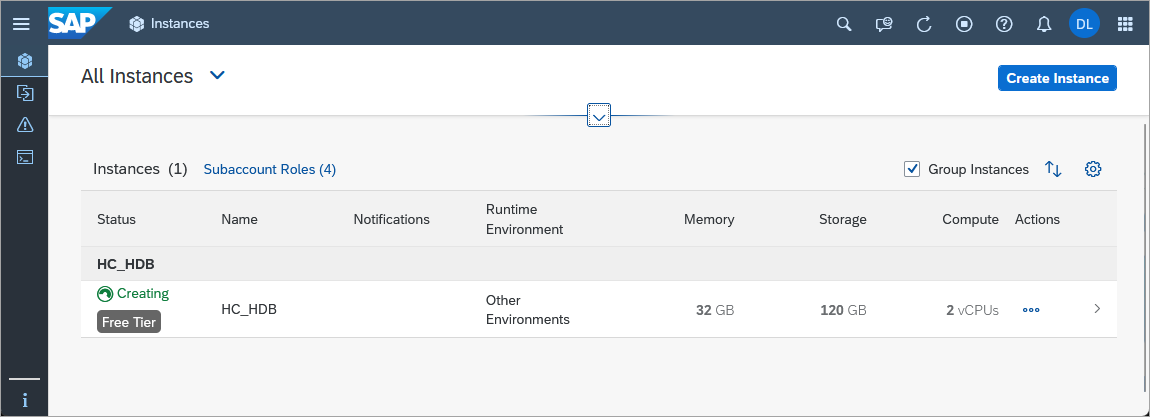 SAP Instances DL
All Instances
Create Instance
Instances (1) Subaccount Roles (4) Group Instances
Status Name Notifications Runtime Environment Memory Storage Compute Actions
HC_HDB
Creating
Free Tier
HC_HDB
Other
Environments
32 GB 120 GB 2 vCPUs
i